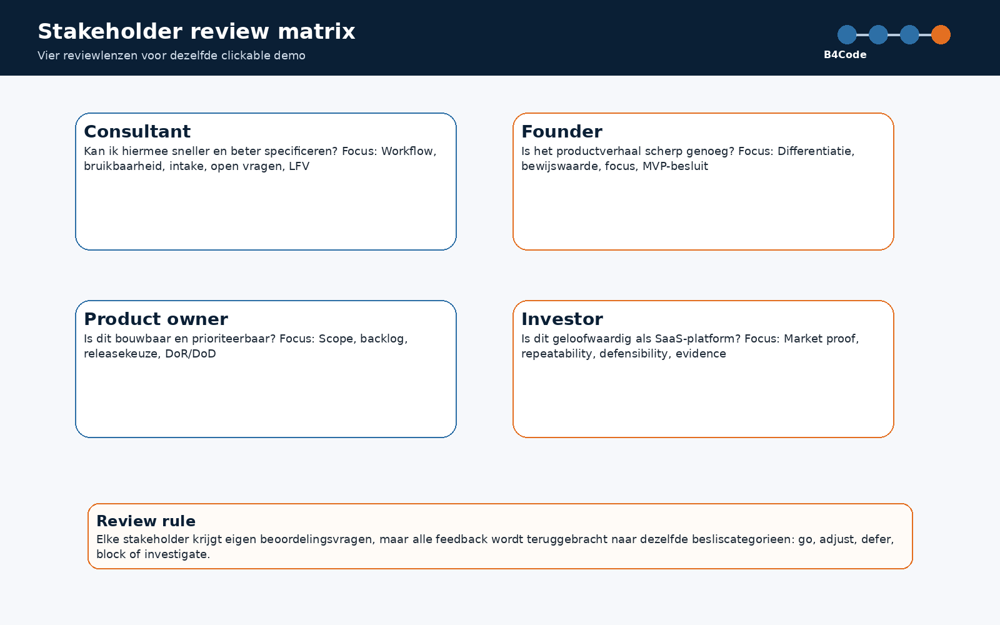 Stakeholder review matrix
Vier reviewlenzen voor dezelfde clickable demo
B4Code
Consultant
Kan ik hiermee sneller en beter specificeren? Focus: Workflow,
bruikbaarheid, intake, open vragen, LFV
Founder
Is het productverhaal scherp genoeg? Focus: Differentiatie,
bewijswaarde, focus, MVP-besluit
Product owner
Is dit bouwbaar en prioriteerbaar? Focus: Scope, backlog,
releasekeuze, DoR/DoD
Investor
Is dit geloofwaardig als SaaS-platform? Focus: Market proof,
repeatability, defensibility, evidence
Review rule
Elke stakeholder krijgt eigen beoordelingsvragen, maar alle feedback wordt teruggebracht naar dezelfde besliscategorieen: go, adjust, defer,
block of investigate.